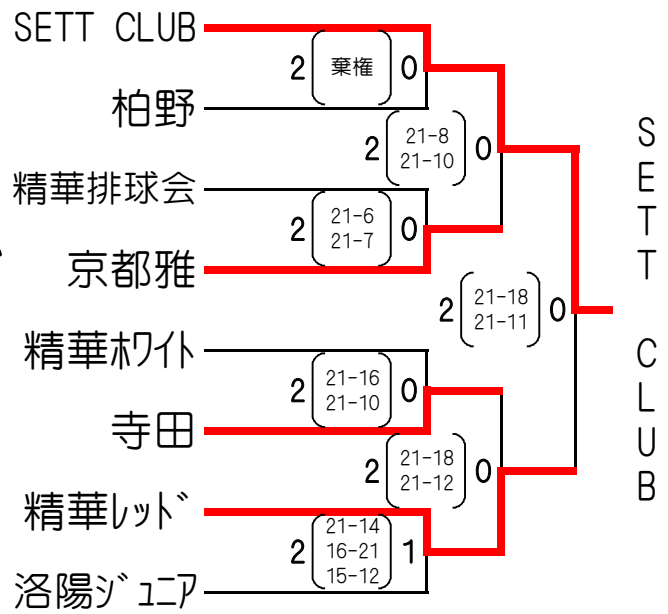 SETT CLUB
2 棄権 0
柏野
2 21-8 0
21-10
精華排球会
2 21-6 0
21-7
京都雅
2 21-18 0
21-11
精華ホワイト
2 21-16 0
21-10
寺田
2 21-18 0
21-12
精華レッド
2 21-14 1
16-21
15-12
洛陽ジュニア
SETT CLUB